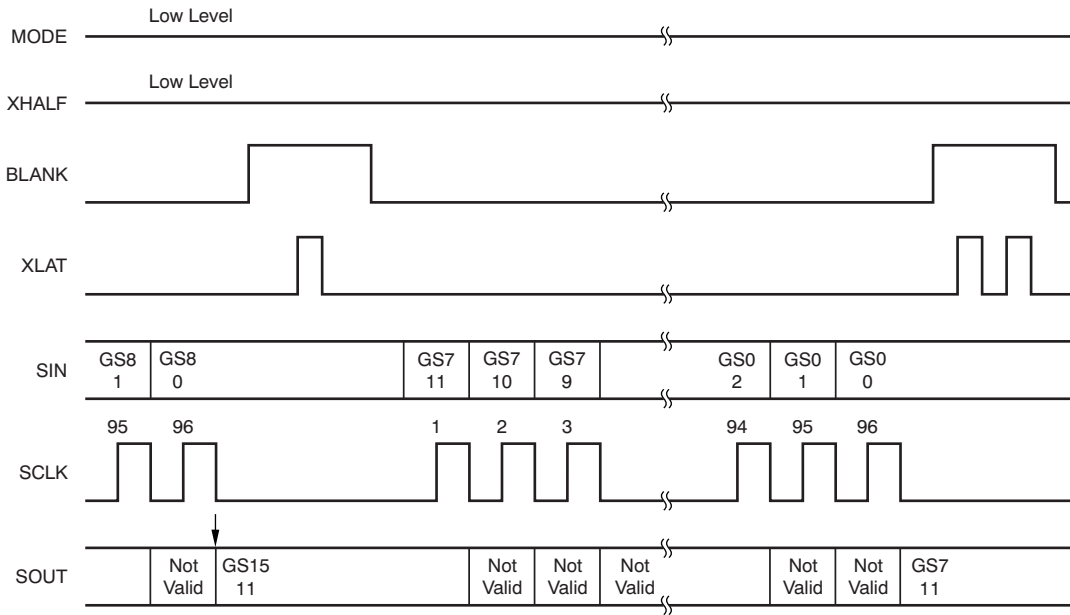 Low Level
MODE
Low Level
XHALF
BLANK
XLAT
SIN
GS8 1
GS8 0
GS7 11
GS7 10
GS7 9
GS0 2
GS0 1
GS0 0
SCLK
95 96 1 2 3 94 95 96
SOUT
Not Valid
GS15 11
Not Valid
Not Valid
Not Valid
Not Valid
Not Valid
GS7 11